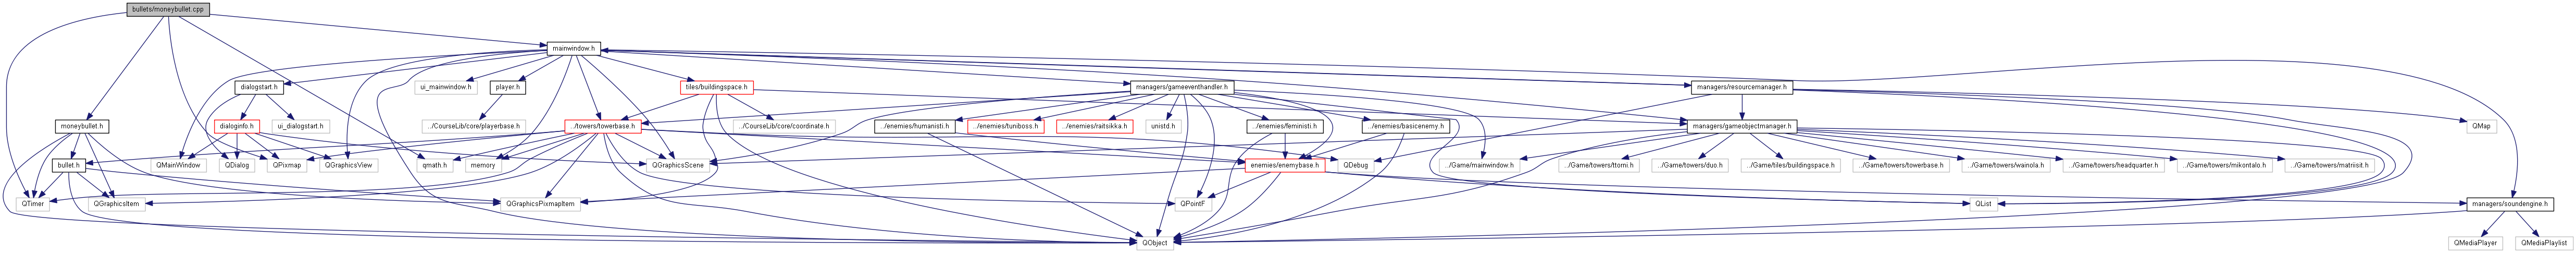 bullets/moneybullet.cpp
mainwindow.h
dialogstart.h
ui_mainwindow.h
player.h
tiles/buildingspace.h
managers/gameeventhandler.h
managers/resourcemanager.h
moneybullet.h
dialoginfo.h
ui_dialogstart.h
../CourseLib/core/playerbase.h
../towers/towerbase.h
../CourseLib/core/coordinate.h
../enemies/humanisti.h
../enemies/tuniboss.h
../enemies/raitsikka.h
unistd.h
../enemies/feministi.h
../enemies/basicenemy.h
managers/gameobjectmanager.h
QMap
bullet.h
QMainWindow
QDialog
QPixmap
QGraphicsView
qmath.h
memory
QGraphicsScene
enemies/enemybase.h
QDebug
../Game/mainwindow.h
../Game/towers/ttomi.h
../Game/towers/duo.h
../Game/tiles/buildingspace.h
../Game/towers/towerbase.h
../Game/towers/wainola.h
../Game/towers/headquarter.h
../Game/towers/mikontalo.h
../Game/towers/matriisit.h
QTimer
QGraphicsItem
QGraphicsPixmapItem
QPointF
QList
managers/soundengine.h
QObject
QMediaPlayer
QMediaPlaylist